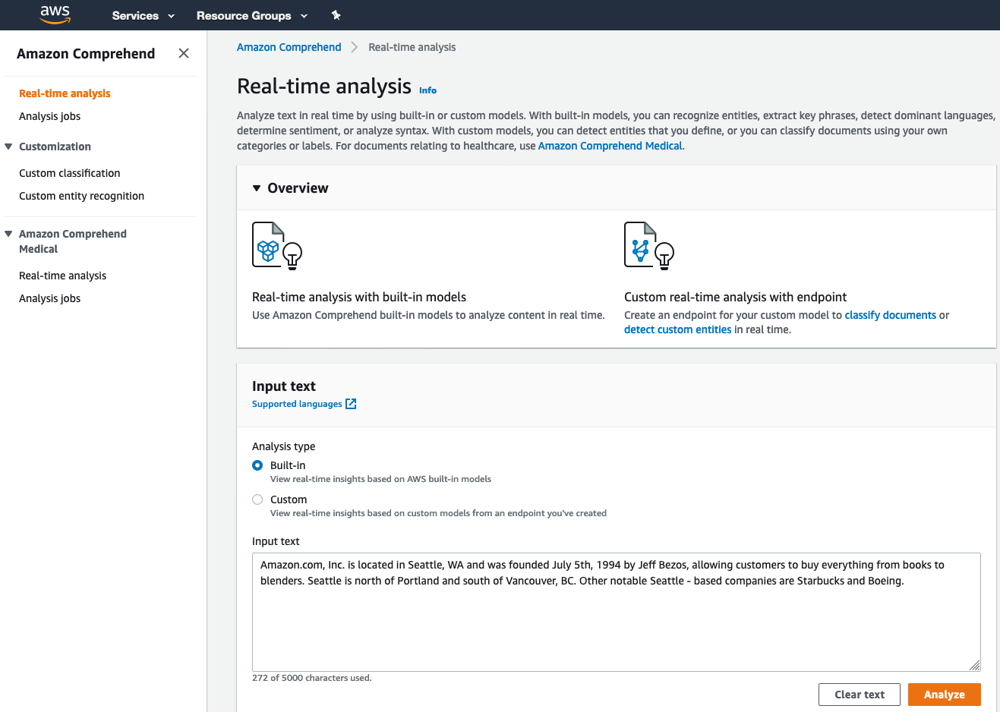 aws
Services
Resource Groups
Amazon Comprehend
Real-time analysis
Analysis jobs
Customization
Custom classification
Custom entity recognition
Amazon Comprehend
Medical
Real-time analysis
Analysis jobs
Amazon Comprehend
Real-time analysis
Real-time analysis Info
Analyze text in real time by using built-in or custom models. With built-in models, you can recognize entities, extract key phrases, detect dominant languages,
determine sentiment, or analyze syntax. With custom models, you can detect entities that you define, or you can classify documents using your own
categories or labels. For documents relating to healthcare, use Amazon Comprehend Medical.
Overview
Real-time analysis with built-in models
Use Amazon Comprehend built-in models to analyze content in real time.
Custom real-time analysis with endpoint
Create an endpoint for your custom model to classify documents or
detect custom entities in real time.
Input text
Supported languages
Analysis type
Built-in
View real-time insights based on AWS built-in models
Custom
View real-time insights based on custom models from an endpoint you've created
Input text
Amazon.com, Inc. is located in Seattle, WA and was founded July 5th, 1994 by Jeff Bezos, allowing customers to buy everything from books to
blenders. Seattle is north of Portland and south of Vancouver, BC. Other notable Seattle - based companies are Starbucks and Boeing.
272 of 5000 characters used.
Clear text
Analyze